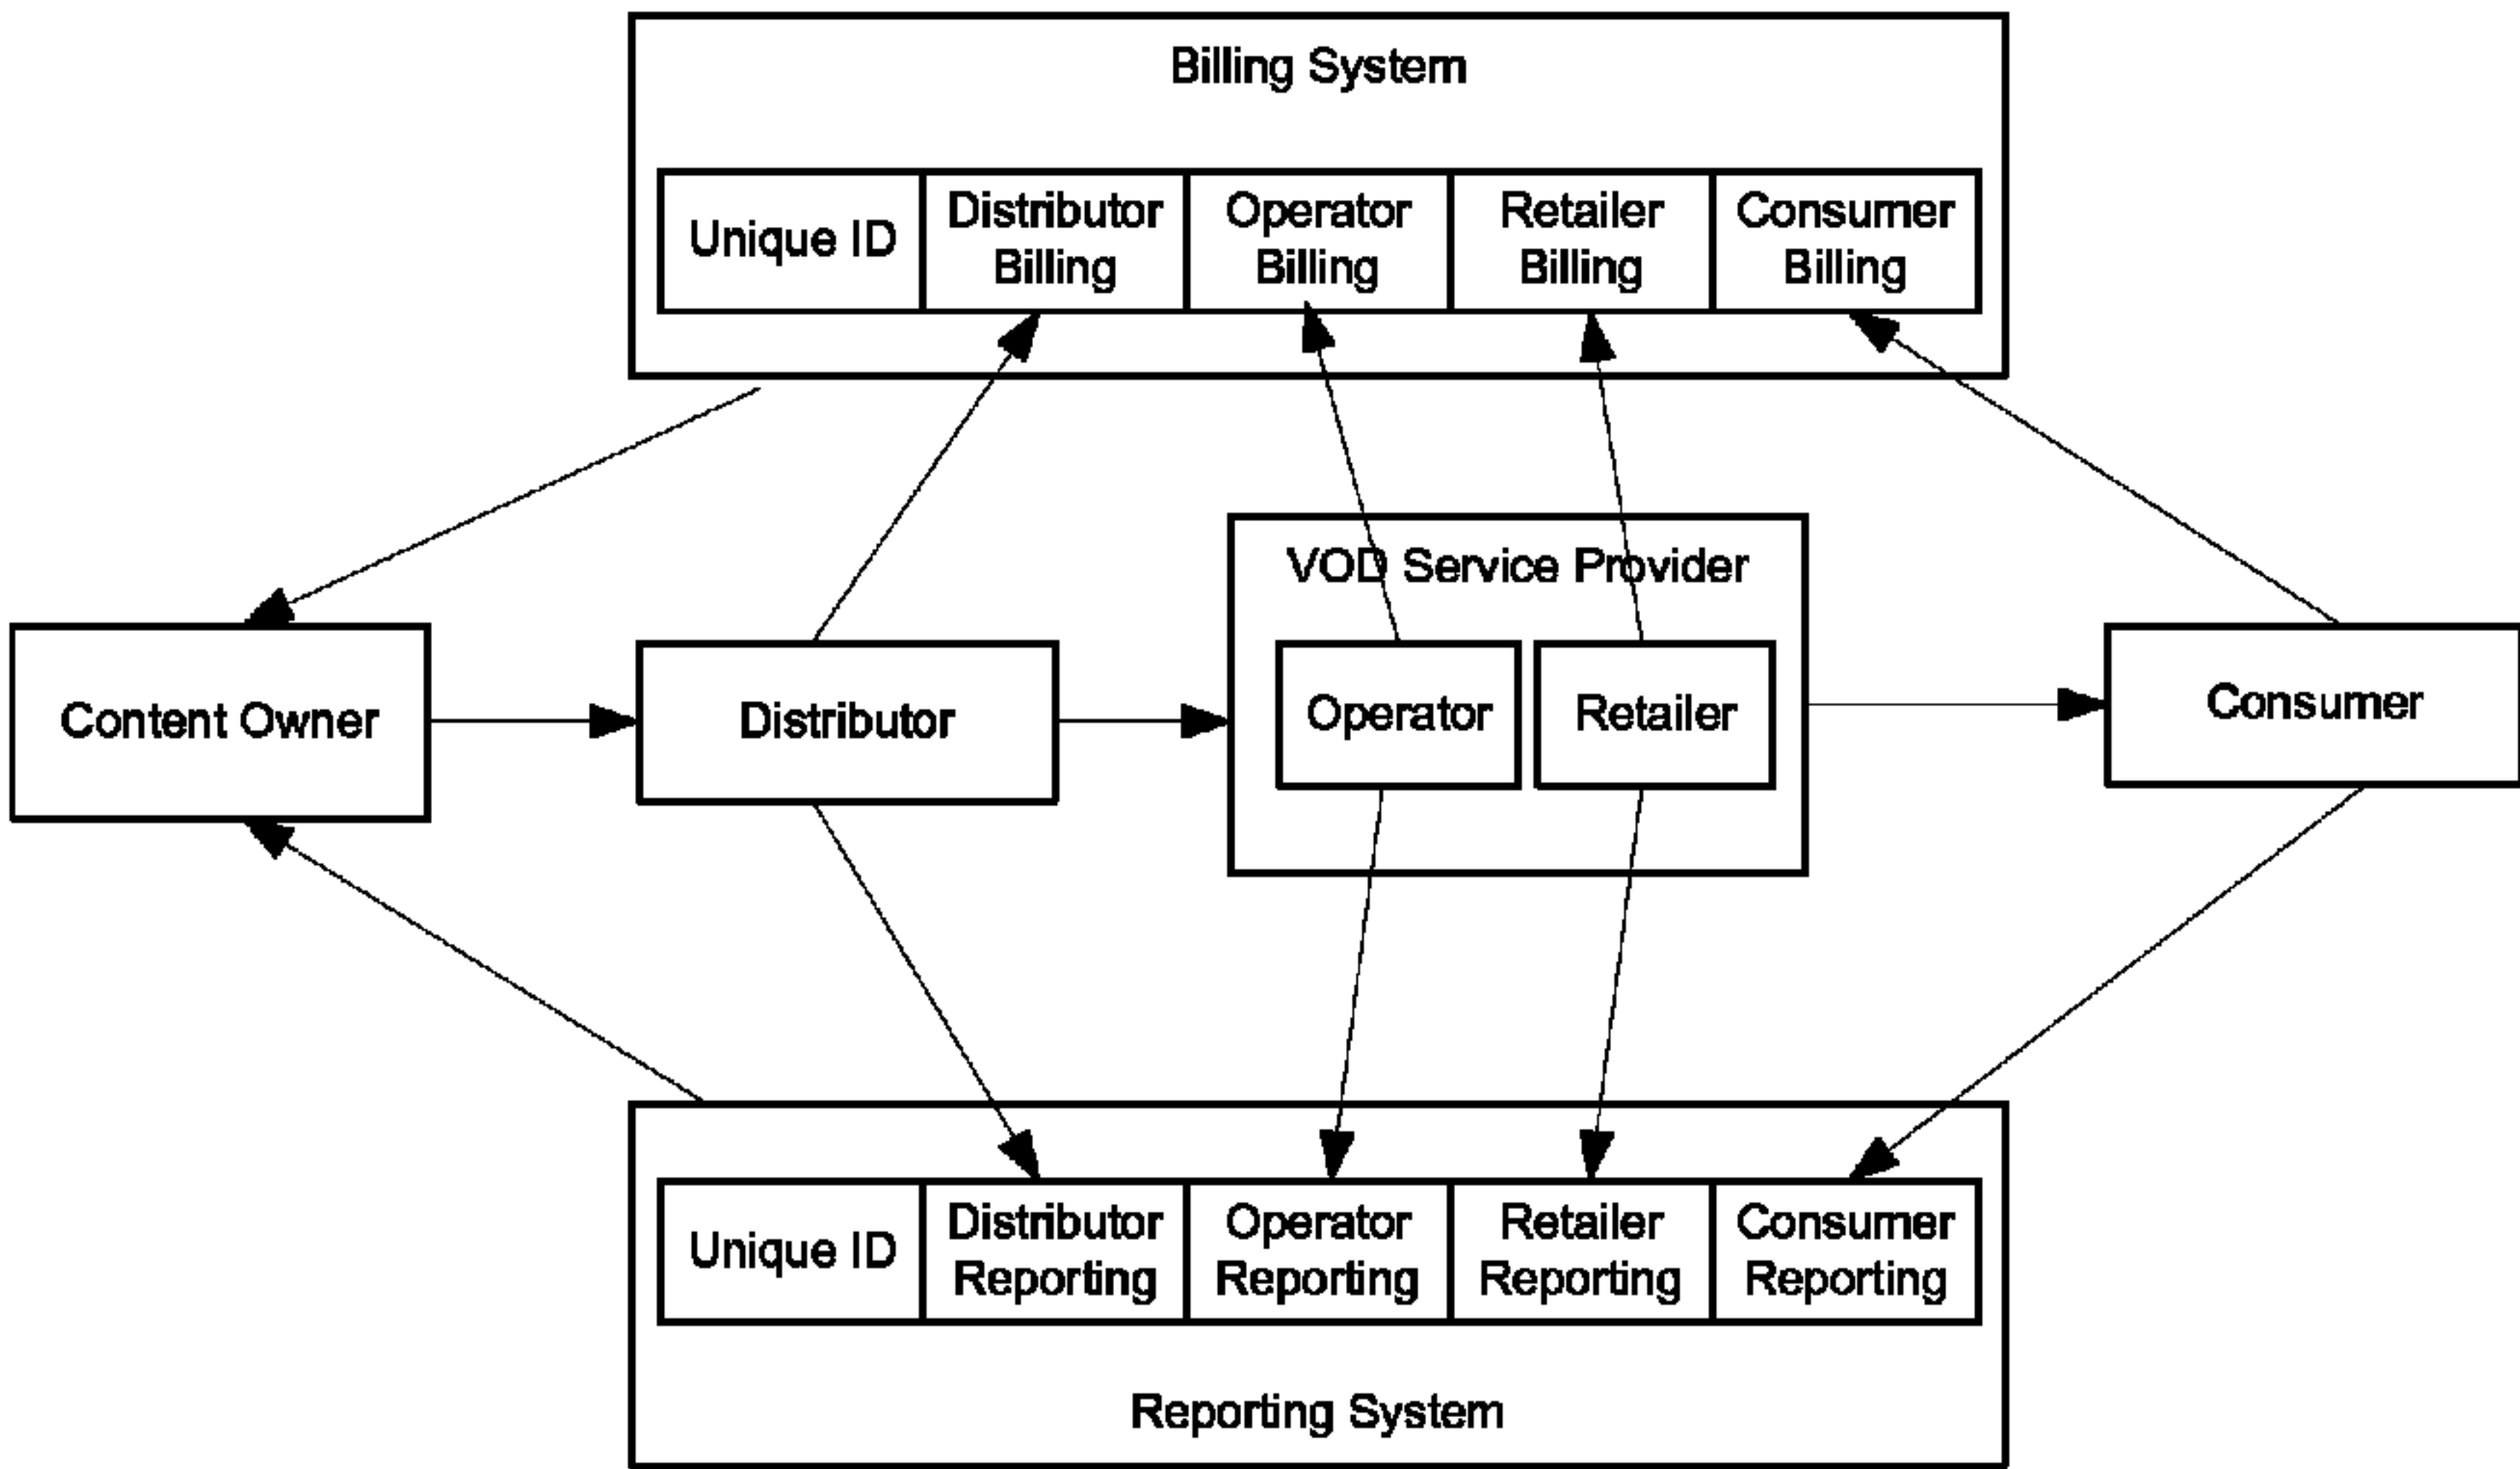 Billing System
Unique ID
Distributor
Billing
Operator
Billing
Retailer
Billing
Consumer
Billing
VOD Service Provider
Content Owner
Distributor
Operator
Retailer
Consumer
Unique ID
Distributor
Reporting
Operator
Reporting
Retailer
Reporting
Consumer
Reporting
Reporting System